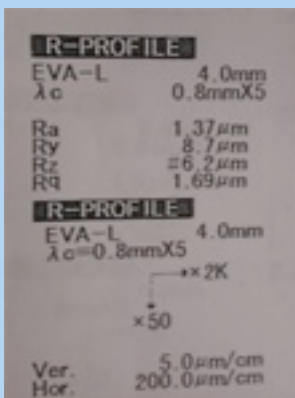 R-PROFILE
EVA-L 4.0mm
λc 0.8mmX5
Ra 1.37μm
Ry 8.7μm
Rz =6.2μm
Rq 1.69μm
R-PROFILE
EVA-L 4.0mm
λc=0.8mmX5
×2K
×50
Ver. 5.0μm/cm
Hor. 200.0μm/cm